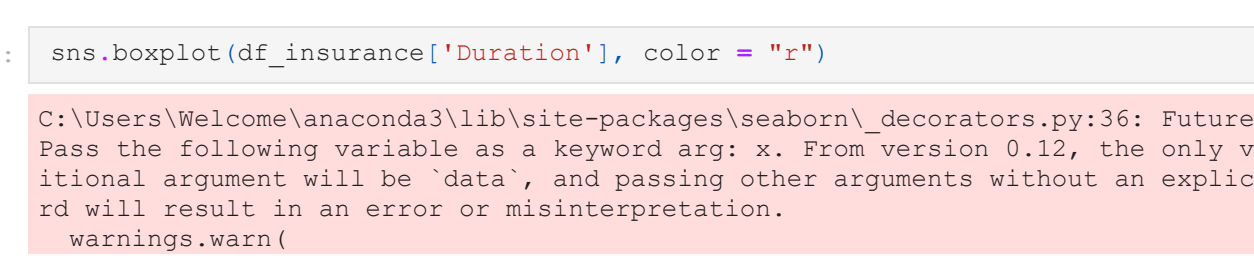 : sns.boxplot(df_insurance['Duration'], color = "r")
C:\Users\Welcome\anaconda3\lib\site-packages\seaborn\_decorators.py:36: Future
Pass the following variable as a keyword arg: x. From version 0.12, the only v
itional argument will be `data`, and passing other arguments without an explic
rd will result in an error or misinterpretation.
warnings.warn(